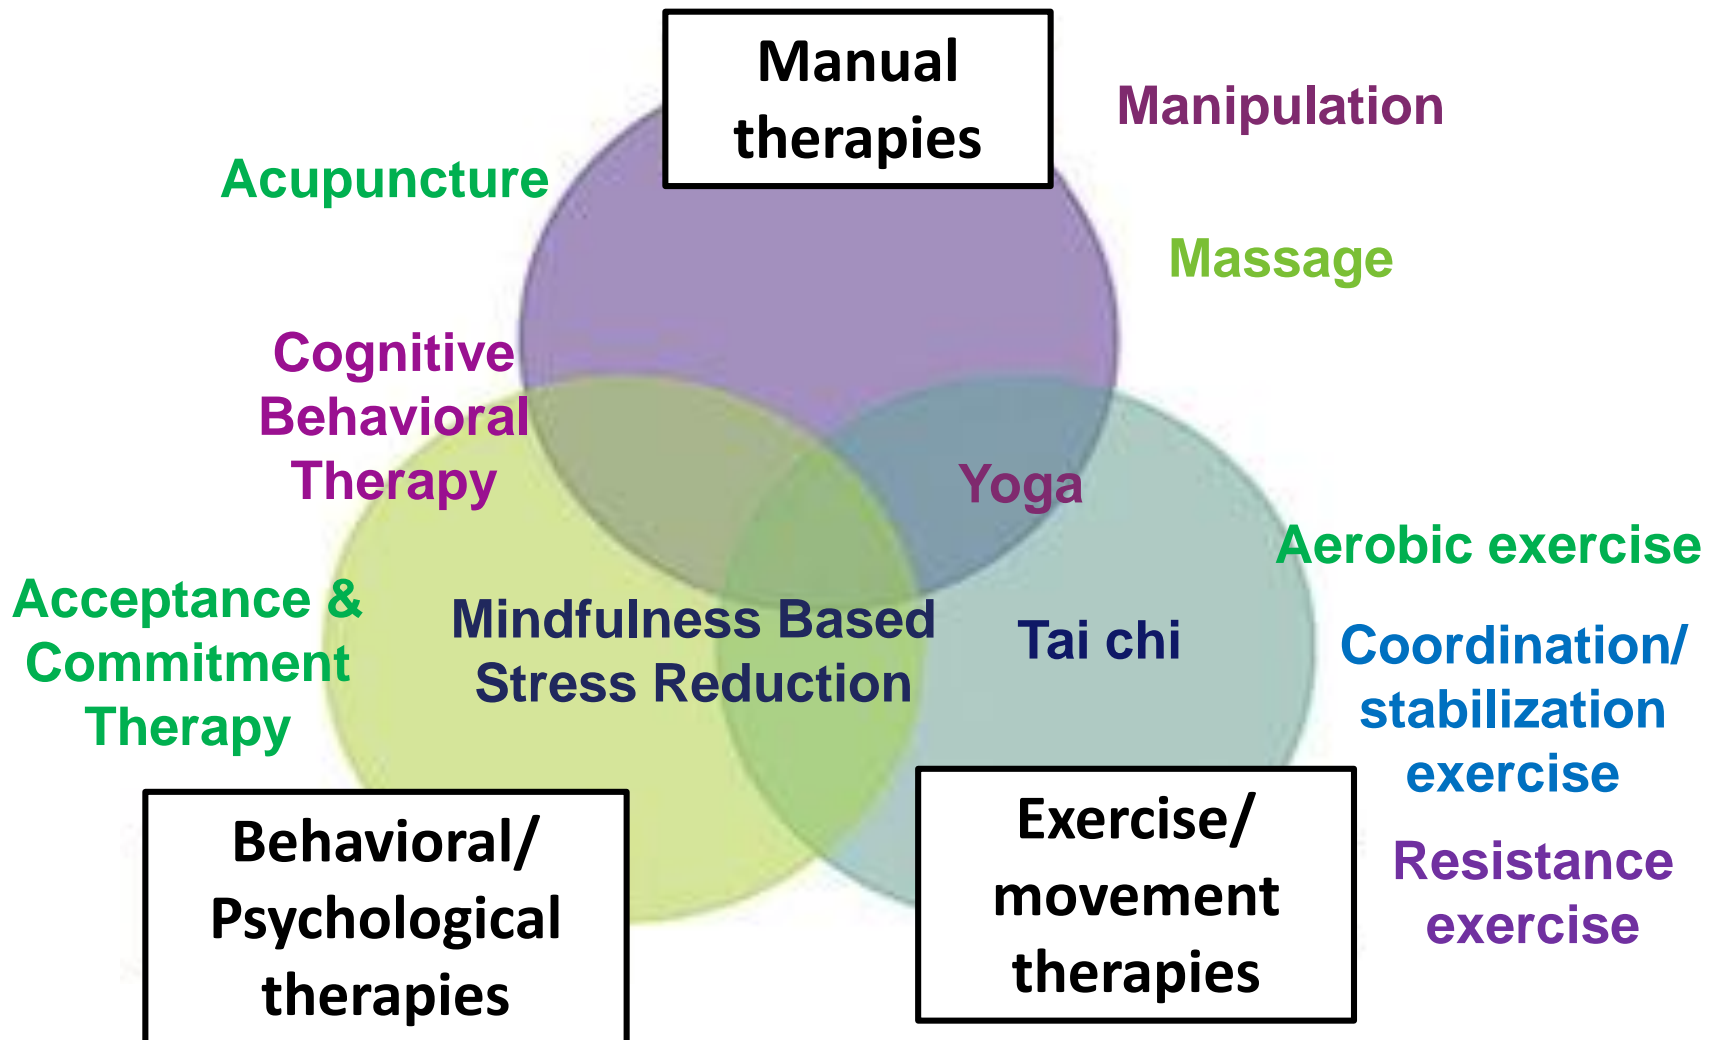 Manual
therapies
Manipulation
Acupuncture
Massage
Cognitive
Behavioral
Therapy
Yoga
Aerobic exercise
Acceptance &
Commitment
Therapy
Mindfulness Based
Stress Reduction
Tai chi
Coordination/
stabilization
exercise
Behavioral/
Psychological
therapies
Exercise/
movement
therapies
Resistance
exercise